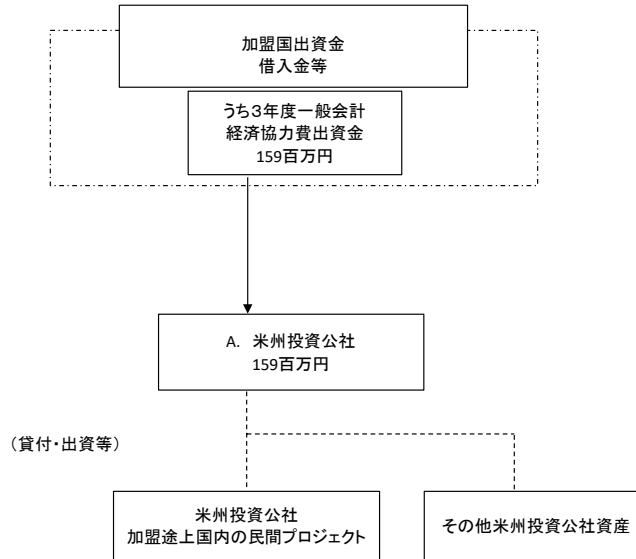 加盟国出資金
借入金等
うち３年度一般会計
経済協力費出資金
159百万円
A. 米州投資公社
159百万円
（貸付・出資等）
米州投資公社
加盟途上国内の民間プロジェクト
その他米州投資公社資産